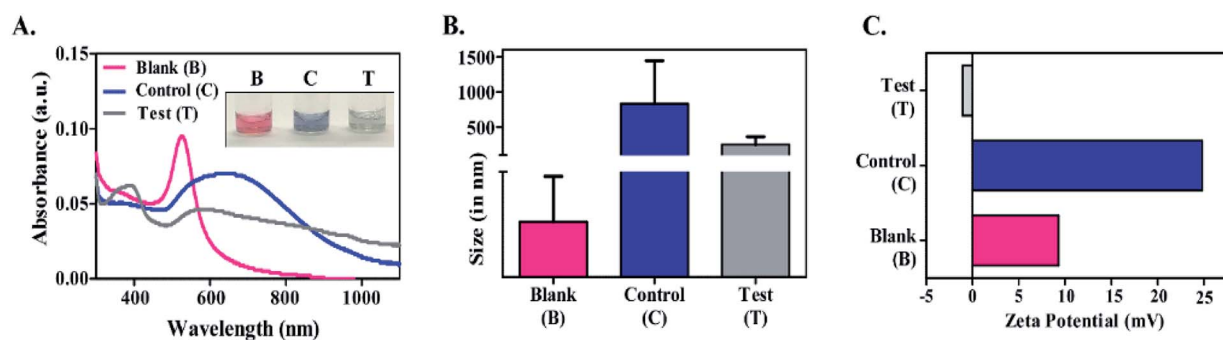 A.
0.15
0.10
0.05
0.00
Absorbance (a.u.)
Blank (B)
Control (C)
Test (T)
B C T
400 600 800 1000
Wavelength (nm)
B.
1500
1000
500
Size (in nm)
Blank Control Test
(B) (C) (T)
C.
Test
(T)
Control
(C)
Blank
(B)
-5 0 5 10 15 20 25
Zeta Potential (mV)